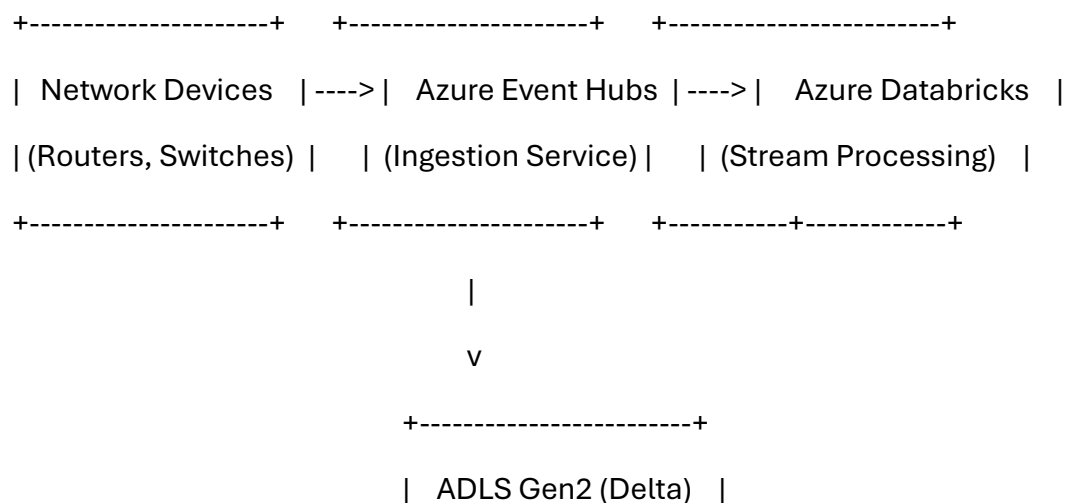 +----------------------+ +----------------------+ +-------------------------+
| Network Devices |---->| Azure Event Hubs |---->| Azure Databricks |
| (Routers, Switches) | | (Ingestion Service) | | (Stream Processing) |
+----------------------+ +----------------------+ +-----------+-------------+
|
v
+-------------------------+
| ADLS Gen2 (Delta) |